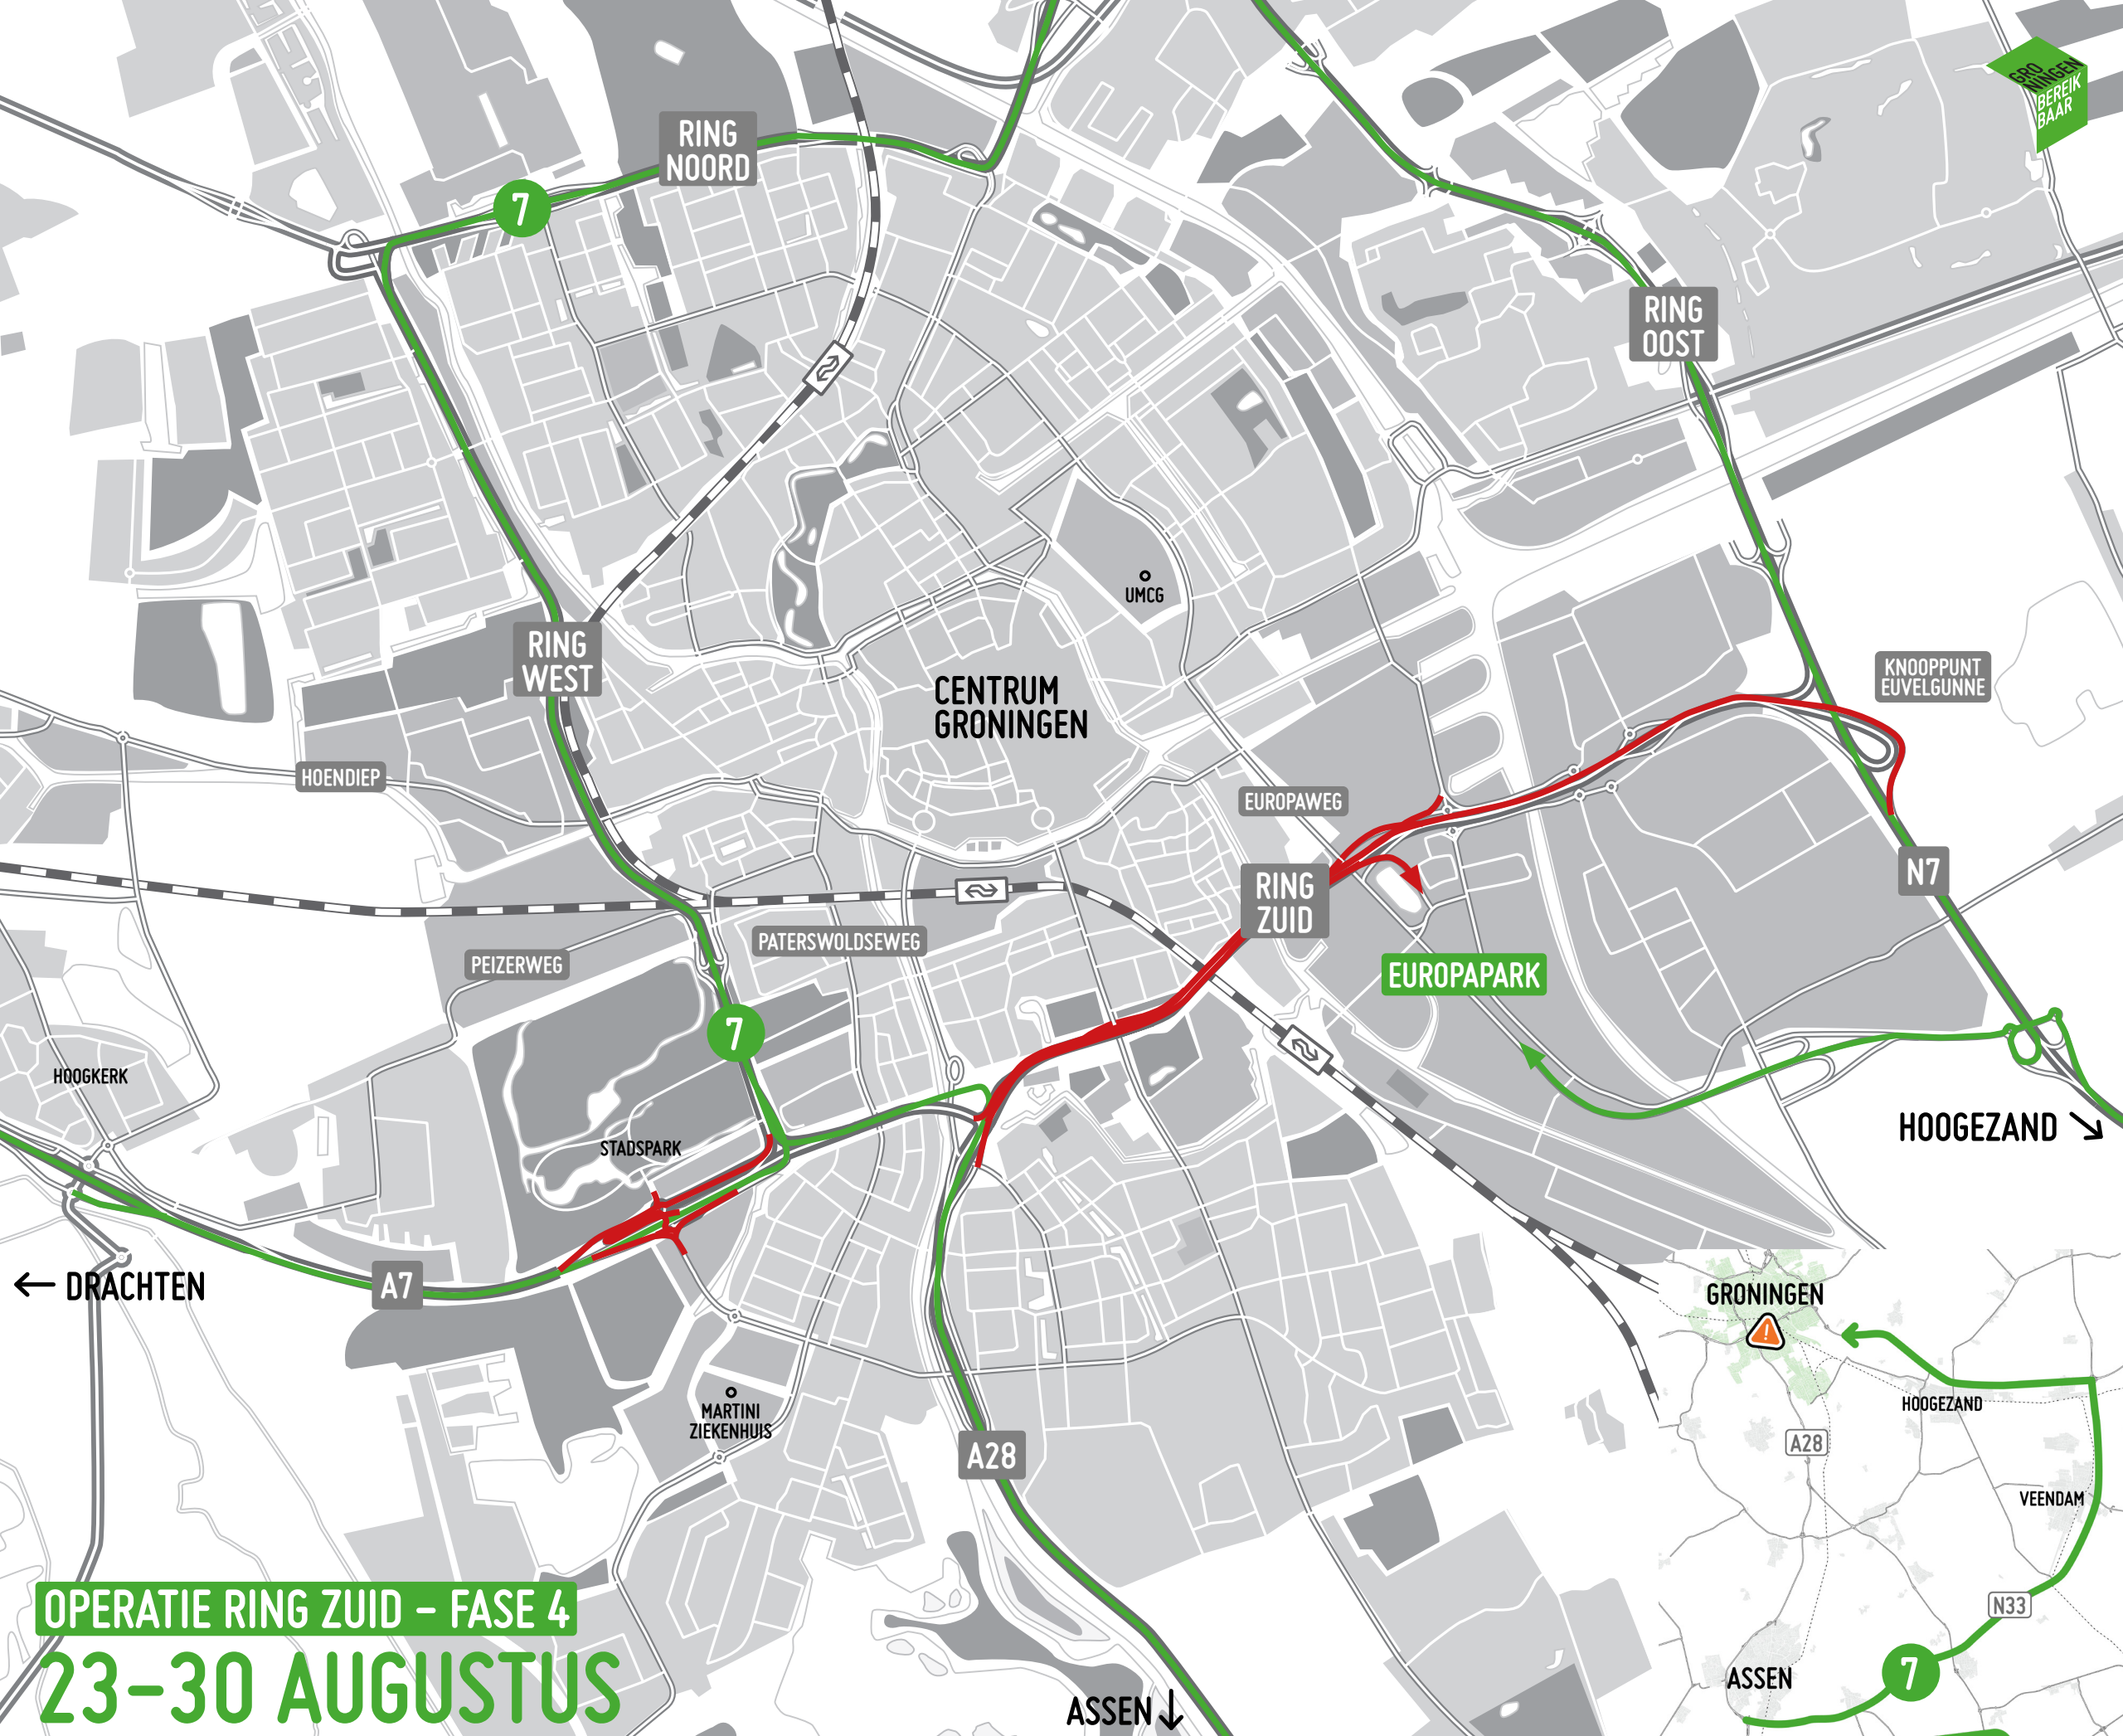 GRO
NINGEN
BEREIK
BAAR
RING
NOORD
7
RING
OOST
UMCG
RING
WEST
CENTRUM
GRONINGEN
KNOOPPUNT
EUVELGUNNE
HOENDIEP
EUROPAWEG
N7
RING
ZUID
PATERSWOLDSEWEG
PEIZERWEG
EUROPAPARK
7
HOOGKERK
HOOGEZAND →
STADSPARK
← DRACHTEN
A7
GRONINGEN
!
HOOGEZAND
MARTINI
ZIEKENHUIS
A28
A28
VEENDAM
N33
OPERATIE RING ZUID – FASE 4
23–30 AUGUSTUS
7
ASSEN
ASSEN ↓